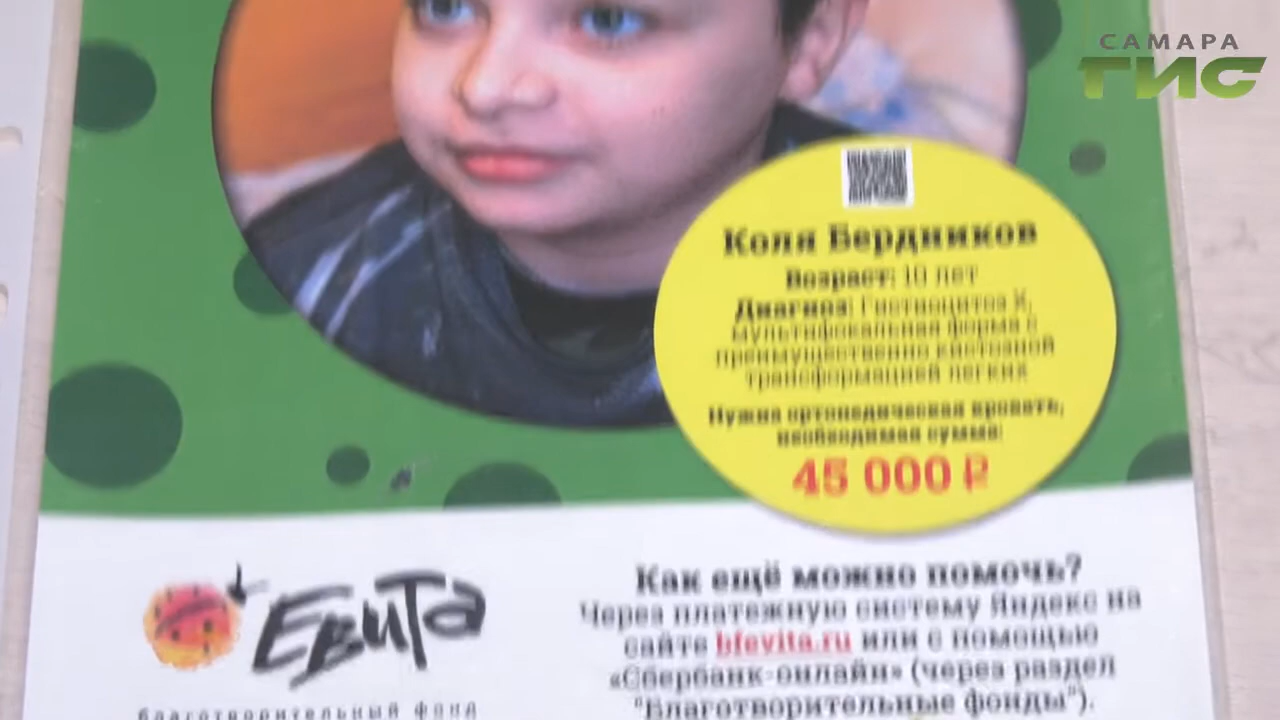 САМАРА
ГИС
Коля Бердников
Возраст: 10 лет
Диагноз: Гистиоцитоз X,
мультифокальная форма с
преимущественно кистозной
трансформацией легких
Нужна ортопедическая кровать,
необходимая сумма:
45 000 ₽
Евита
благотворительный фонд
Как ещё можно помочь?
Через платежную систему Яндекс на
сайте bfevita.ru или с помощью
«Сбербанк-онлайн» (через раздел
"Благотворительные фонды").